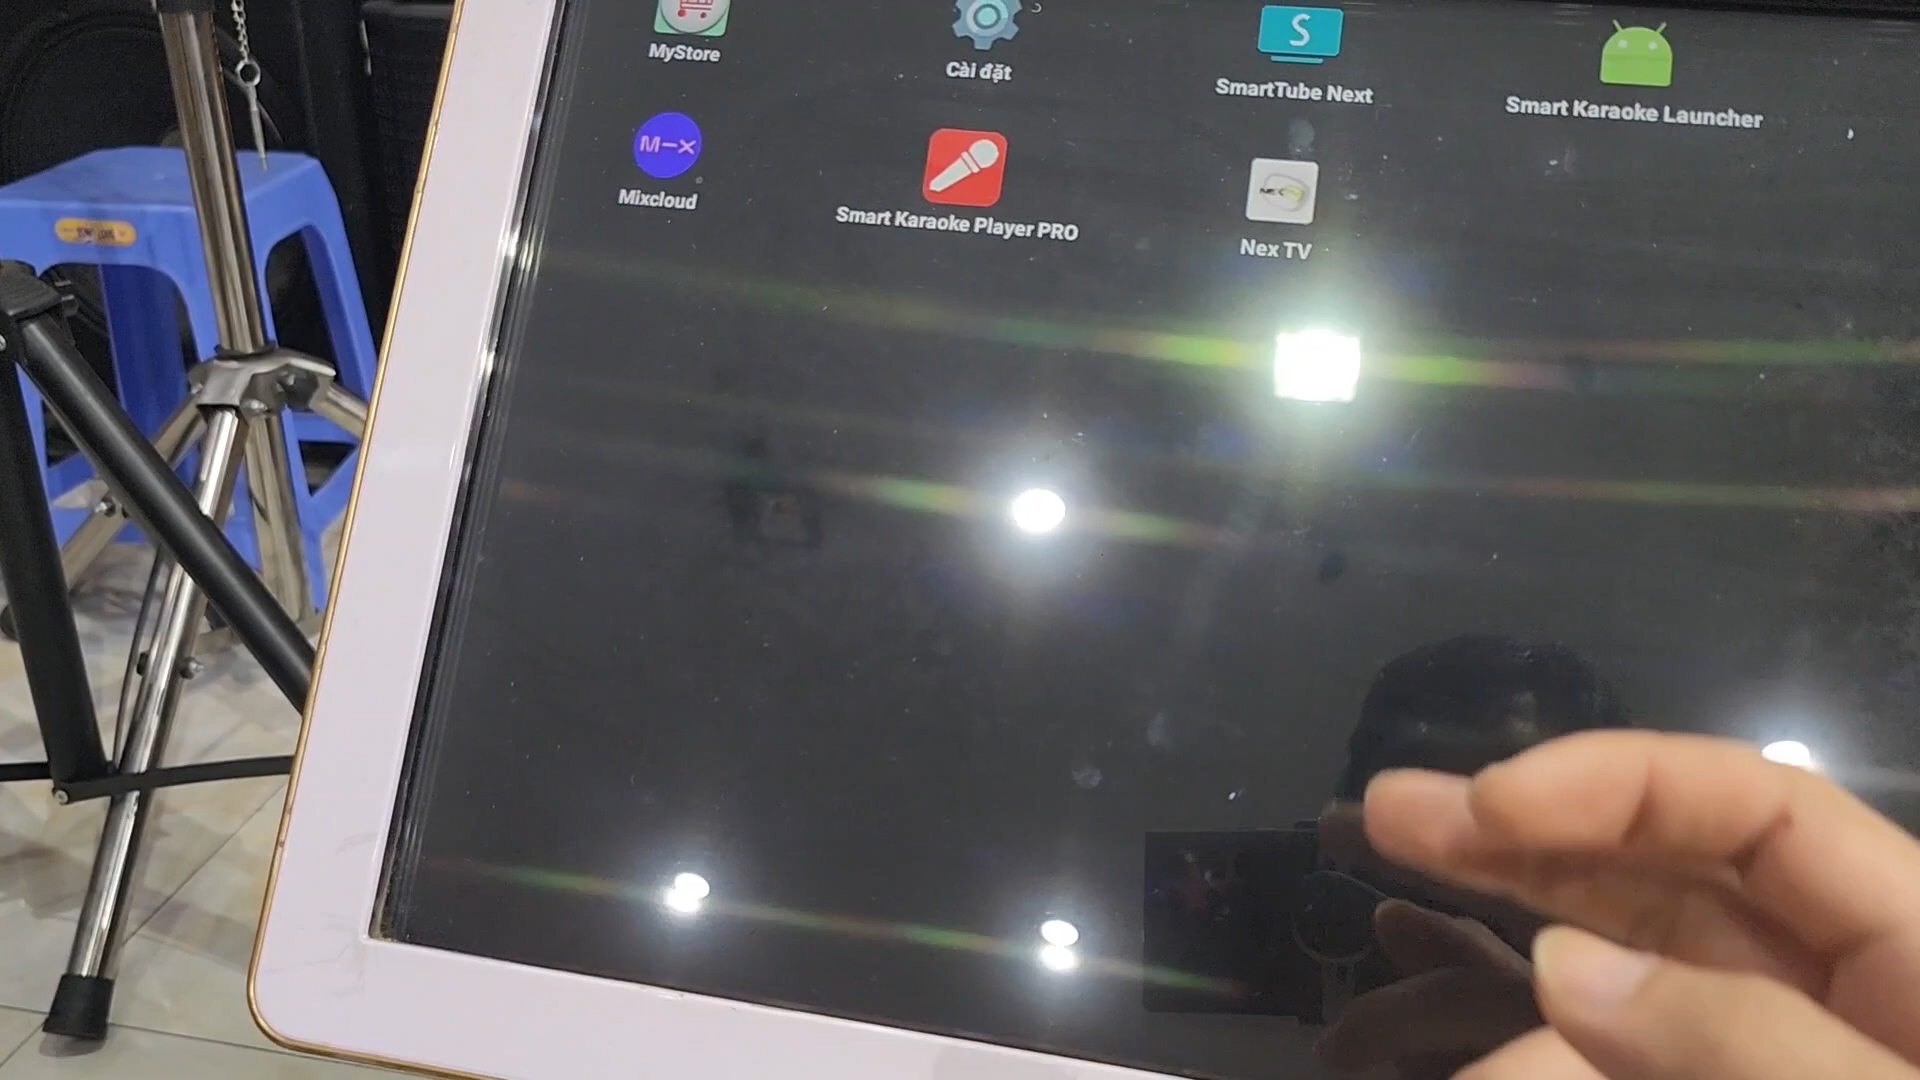 MyStore
Cài đặt
S
SmartTube Next
Smart Karaoke Launcher
M-x
Mixcloud
Smart Karaoke Player PRO
Nex TV